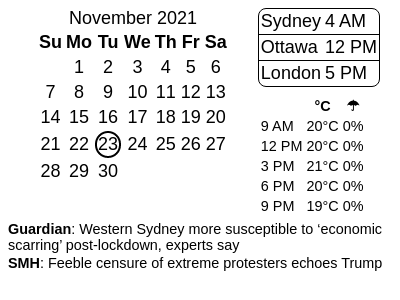 November 2021
Su Mo Tu We Th Fr Sa
1 2 3 4 5 6
7 8 9 10 11 12 13
14 15 16 17 18 19 20
21 22 23 24 25 26 27
28 29 30
Sydney 4 AM
Ottawa 12 PM
London 5 PM
°C ☂
9 AM 20°C 0%
12 PM 20°C 0%
3 PM 21°C 0%
6 PM 20°C 0%
9 PM 19°C 0%
Guardian: Western Sydney more susceptible to ‘economic
scarring’ post-lockdown, experts say
SMH: Feeble censure of extreme protesters echoes Trump